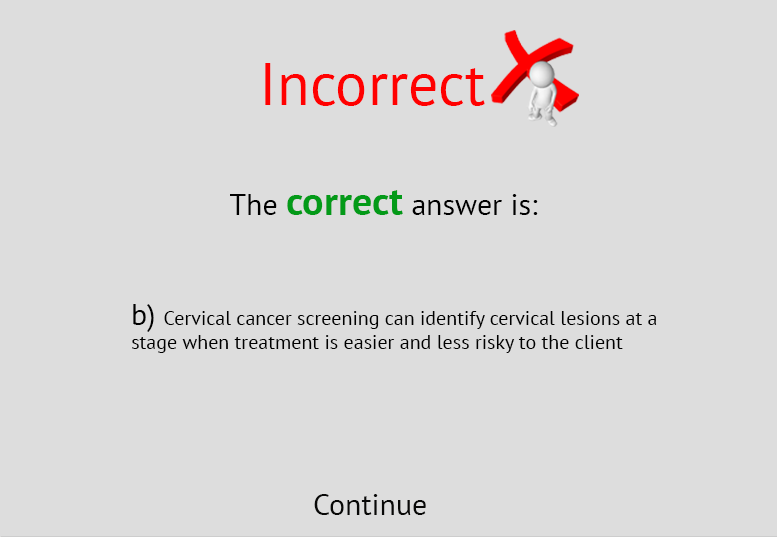 Incorrect
The correct answer is:
b) Cervical cancer screening can identify cervical lesions at a
stage when treatment is easier and less risky to the client
Continue